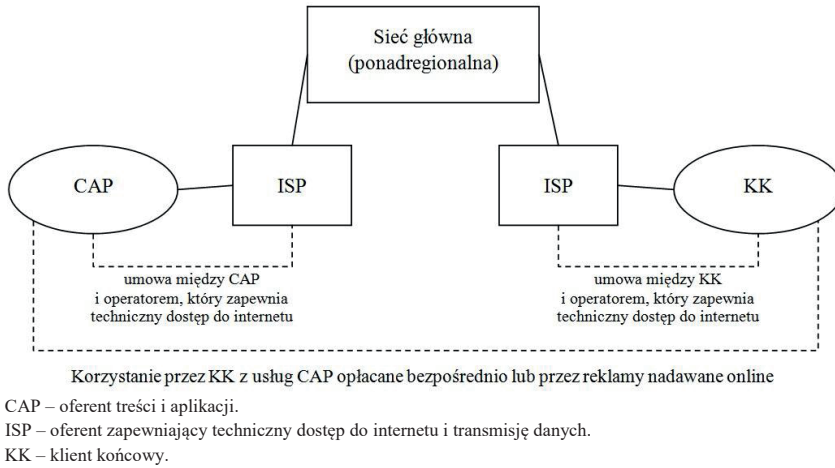 Sieć główna
(ponadregionalna)
CAP
ISP
ISP
KK
umowa między CAP
i operatorem, który zapewnia
techniczny dostęp do internetu
umowa między KK
i operatorem, który zapewnia
techniczny dostęp do internetu
Korzystanie przez KK z usług CAP opłacane bezpośrednio lub przez reklamy nadawane online
CAP – oferent treści i aplikacji.
ISP – oferent zapewniający techniczny dostęp do internetu i transmisję danych.
KK – klient końcowy.